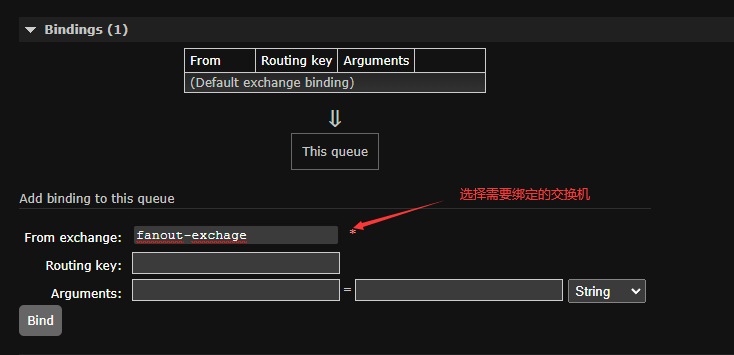 Bindings (1)
From Routing key Arguments
(Default exchange binding)
⇓
This queue
Add binding to this queue
选择需要绑定的交换机
From exchange: fanout-exchage *
Routing key:
Arguments: = String
Bind